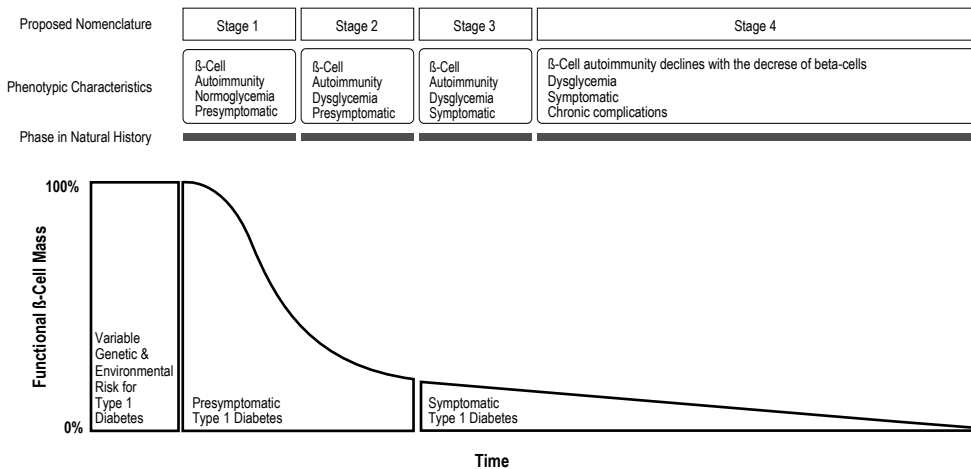 Proposed Nomenclature
Stage 1
Stage 2
Stage 3
Stage 4
Phenotypic Characteristics
ß-Cell
Autoimmunity
Normoglycemia
Presymptomatic
ß-Cell
Autoimmunity
Dysglycemia
Presymptomatic
ß-Cell
Autoimmunity
Dysglycemia
Symptomatic
ß-Cell autoimmunity declines with the decrese of beta-cells
Dysglycemia
Symptomatic
Chronic complications
Phase in Natural History
100%
Functional ß-Cell Mass
0%
Variable
Genetic &
Environmental
Risk for
Type 1
Diabetes
Presymptomatic
Type 1 Diabetes
Symptomatic
Type 1 Diabetes
Time